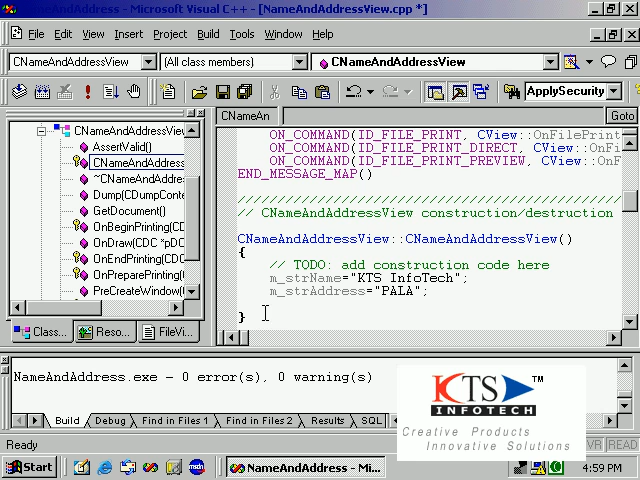 NameAndAddress - Microsoft Visual C++ - [NameAndAddressView.cpp *]
File Edit View Insert Project Build Tools Window Help
CNameAndAddressView
(All class members)
CNameAndAddressView
ApplySecurity
CNameAn
Goto
CNameAndAddressView
AssertValid()
CNameAndAddress
~CNameAndAddre
Dump(CDumpConte
GetDocument()
OnBeginPrinting(C
OnDraw(CDC *pDC
OnEndPrinting(CDC
OnPreparePrinting(
PreCreateWindow(
Class...
Reso...
FileVi...
ON_COMMAND(ID_FILE_PRINT, CView::OnFilePrint
ON_COMMAND(ID_FILE_PRINT_DIRECT, CView::OnFi
ON_COMMAND(ID_FILE_PRINT_PREVIEW, CView::OnF
END_MESSAGE_MAP()
////////////////////////////////////////////////
// CNameAndAddressView construction/destruction
CNameAndAddressView::CNameAndAddressView()
{
// TODO: add construction code here
m_strName="KTS InfoTech";
m_strAddress="PALA";
}
NameAndAddress.exe - 0 error(s), 0 warning(s)
Build Debug Find in Files 1 Find in Files 2 Results SQL
KTS TM
INFOTECH
Creative Products
Innovative Solutions
Ready
VR READ
Start
msdn
NameAndAddress - Mi...
4:59 PM